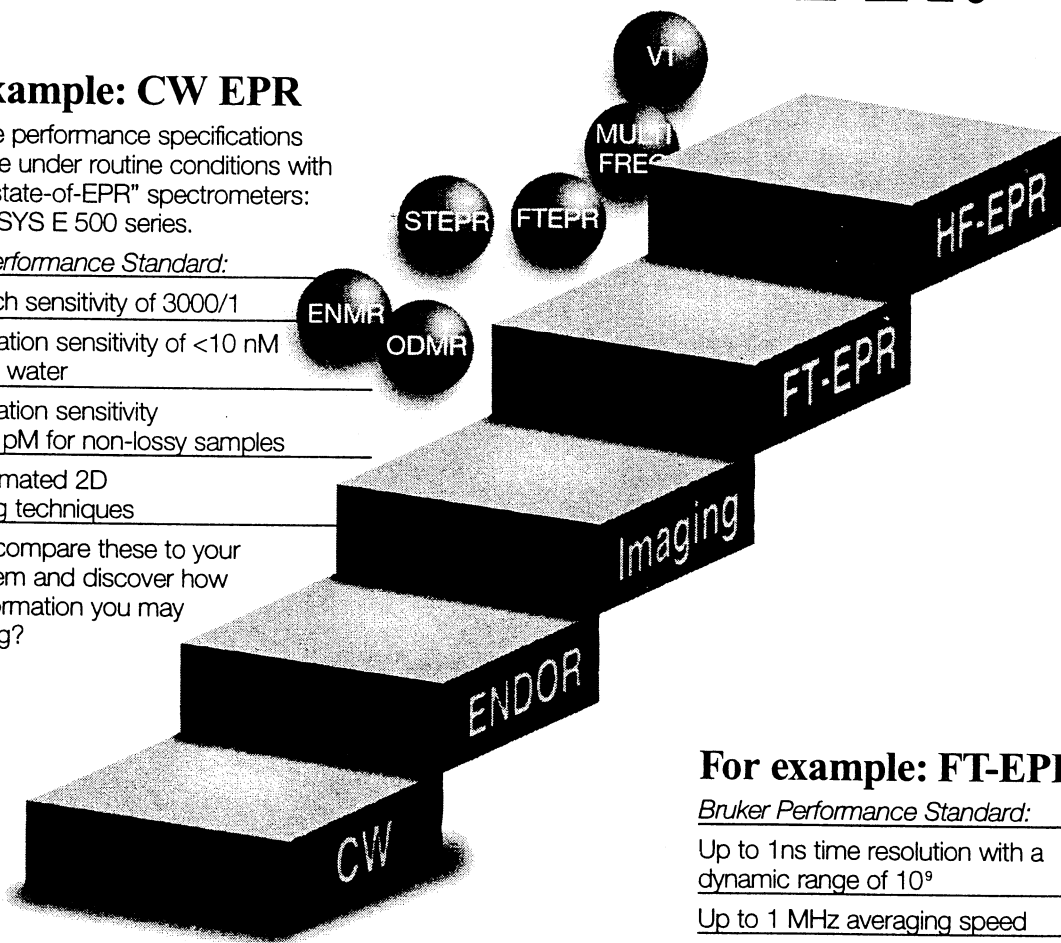 xample: CW EPR
e performance specifications
e under routine conditions with
tate-of-EPR" spectrometers:
SYS E 500 series.
erformance Standard:
ch sensitivity of 3000/1
ation sensitivity of <10 nM
water
ation sensitivity
pM for non-lossy samples
mated 2D
g techniques
compare these to your
em and discover how
ormation you may
g?
VT
MULTI
FREQ
STEPR
FTEPR
ENMR
ODMR
HF-EPR
FT-EPR
Imaging
ENDOR
CW
For example: FT-EP
Bruker Performance Standard:
Up to 1ns time resolution with a
dynamic range of 10⁹
Up to 1 MHz averaging speed